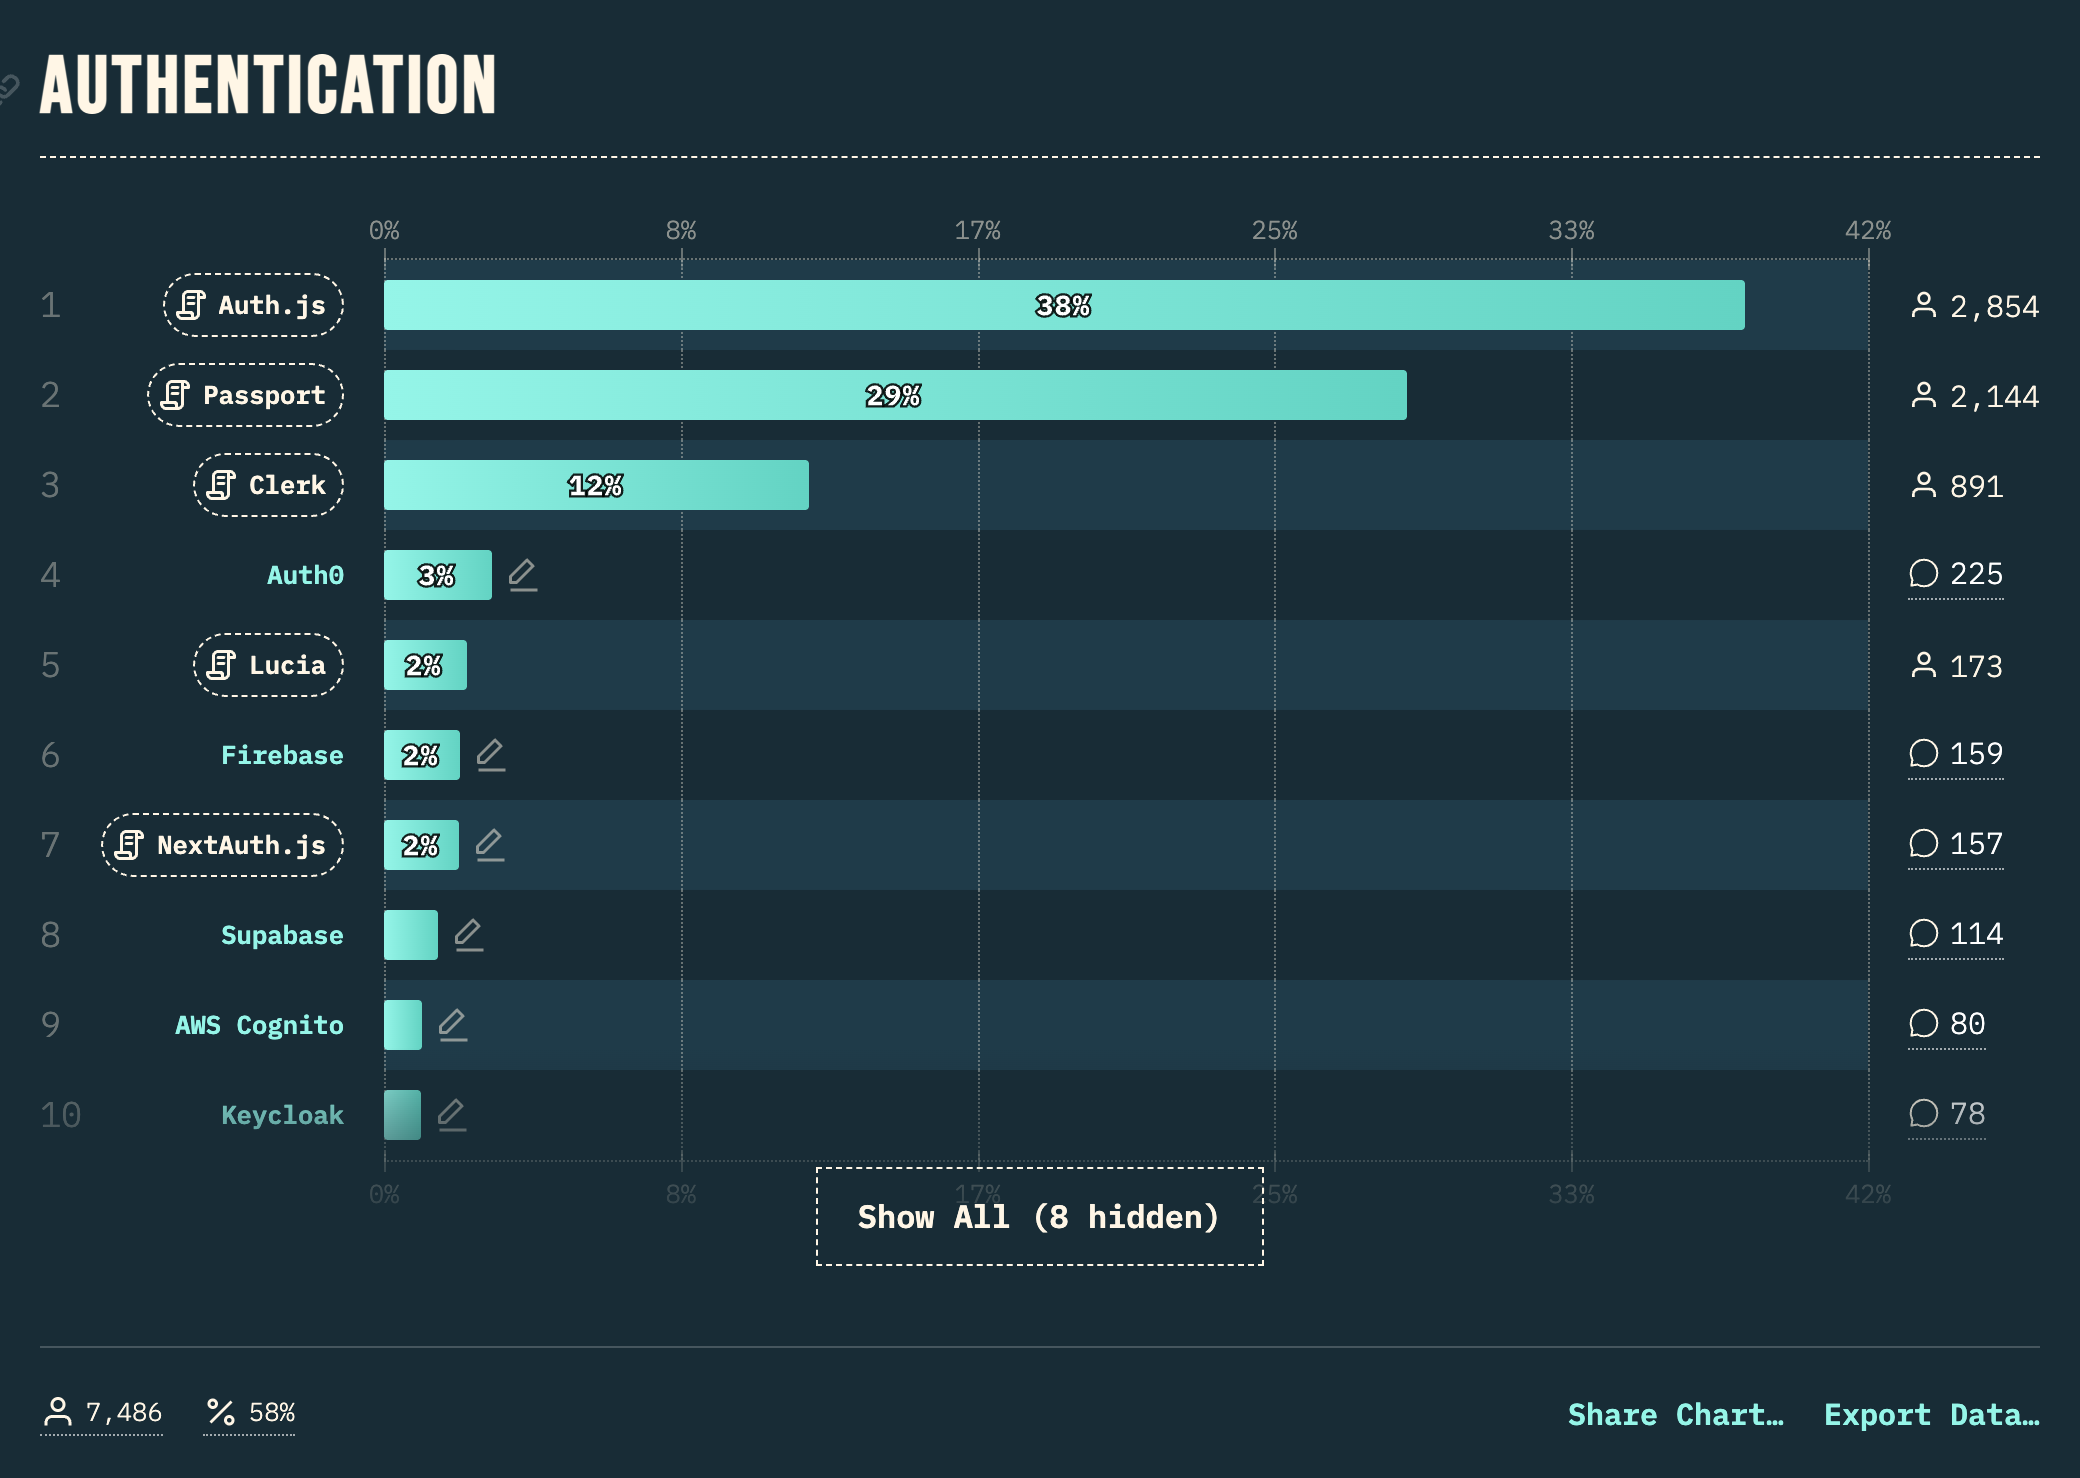 AUTHENTICATION
0% 8% 17% 25% 33% 42%
1 Auth.js 38% 2,854
2 Passport 29% 2,144
3 Clerk 12% 891
4 Auth0 3% 225
5 Lucia 2% 173
6 Firebase 2% 159
7 NextAuth.js 2% 157
8 Supabase 114
9 AWS Cognito 80
10 Keycloak 78
0% 8% 17% 25% 33% 42%
Show All (8 hidden)
7,486 58% Share Chart… Export Data…